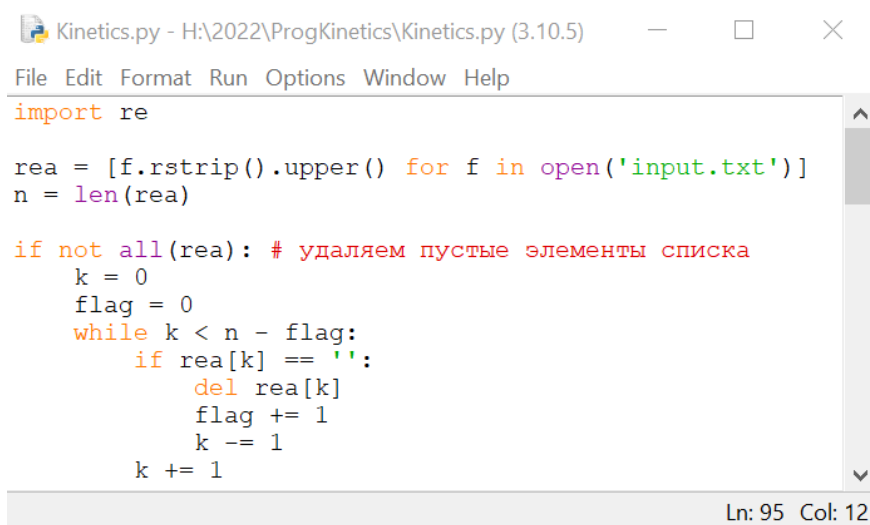 Kinetics.py - H:\2022\ProgKinetics\Kinetics.py (3.10.5)
File Edit Format Run Options Window Help
import re

rea = [f.rstrip().upper() for f in open('input.txt')]
n = len(rea)

if not all(rea): # удаляем пустые элементы списка
    k = 0
    flag = 0
    while k < n - flag:
        if rea[k] == '':
            del rea[k]
            flag += 1
            k -= 1
        k += 1
Ln: 95 Col: 12